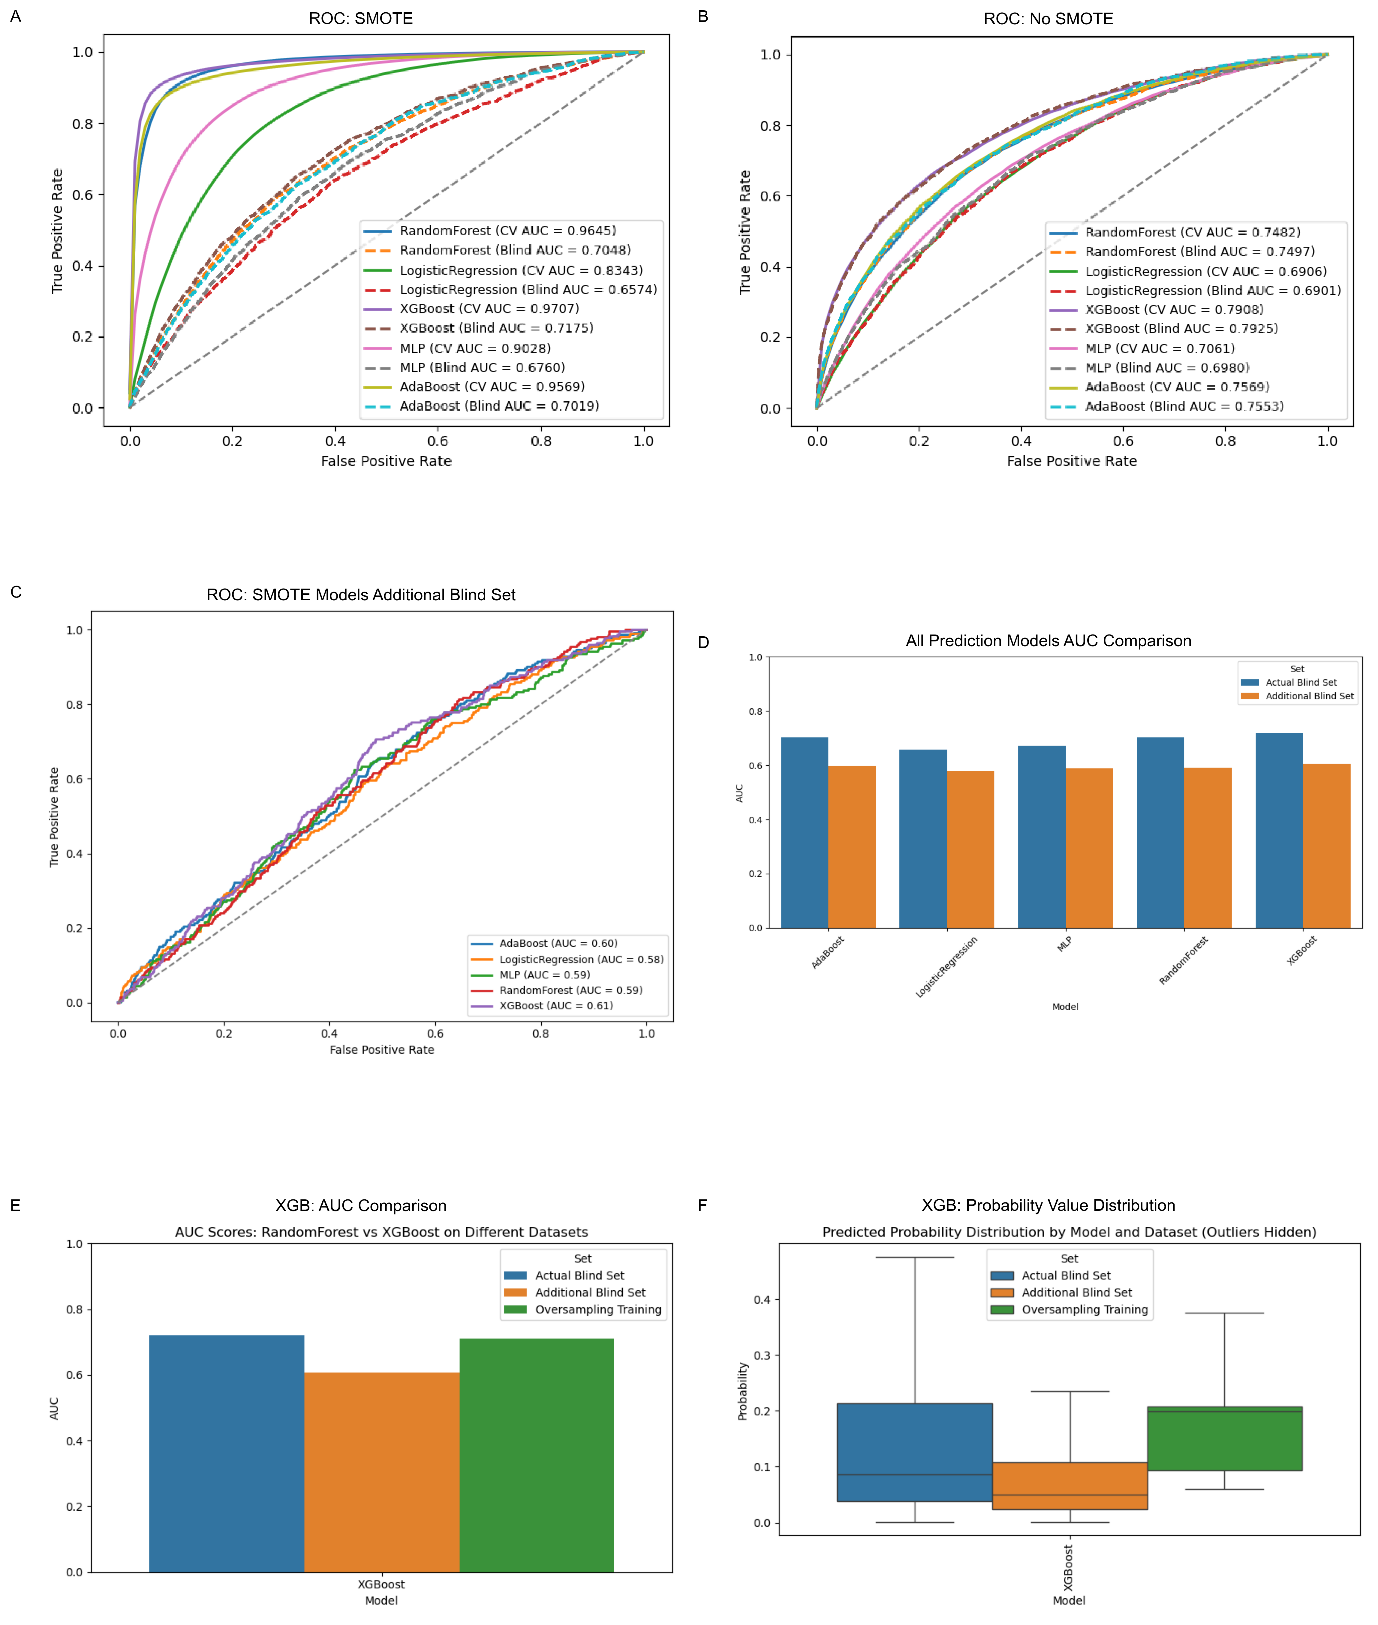 A
ROC: SMOTE
1.0
0.8
0.6
0.4
0.2
0.0
True Positive Rate
RandomForest (CV AUC = 0.9645)
RandomForest (Blind AUC = 0.7048)
LogisticRegression (CV AUC = 0.8343)
LogisticRegression (Blind AUC = 0.6574)
XGBoost (CV AUC = 0.9707)
XGBoost (Blind AUC = 0.7175)
MLP (CV AUC = 0.9028)
MLP (Blind AUC = 0.6760)
AdaBoost (CV AUC = 0.9569)
AdaBoost (Blind AUC = 0.7019)
0.0 0.2 0.4 0.6 0.8 1.0
False Positive Rate
B
ROC: No SMOTE
1.0
0.8
0.6
0.4
0.2
0.0
True Positive Rate
RandomForest (CV AUC = 0.7482)
RandomForest (Blind AUC = 0.7497)
LogisticRegression (CV AUC = 0.6906)
LogisticRegression (Blind AUC = 0.6901)
XGBoost (CV AUC = 0.7908)
XGBoost (Blind AUC = 0.7925)
MLP (CV AUC = 0.7061)
MLP (Blind AUC = 0.6980)
AdaBoost (CV AUC = 0.7569)
AdaBoost (Blind AUC = 0.7553)
0.0 0.2 0.4 0.6 0.8 1.0
False Positive Rate
C
ROC: SMOTE Models Additional Blind Set
1.0
0.8
0.6
0.4
0.2
0.0
True Positive Rate
AdaBoost (AUC = 0.60)
LogisticRegression (AUC = 0.58)
MLP (AUC = 0.59)
RandomForest (AUC = 0.59)
XGBoost (AUC = 0.61)
0.0 0.2 0.4 0.6 0.8 1.0
False Positive Rate
D
All Prediction Models AUC Comparison
1.0
0.8
0.6
0.4
0.2
0.0
AUC
Set
Actual Blind Set
Additional Blind Set
AdaBoost
LogisticRegression
MLP
RandomForest
XGBoost
Model
E
XGB: AUC Comparison
AUC Scores: RandomForest vs XGBoost on Different Datasets
1.0
0.8
0.6
0.4
0.2
0.0
AUC
Set
Actual Blind Set
Additional Blind Set
Oversampling Training
XGBoost
Model
F
XGB: Probability Value Distribution
Predicted Probability Distribution by Model and Dataset (Outliers Hidden)
0.4
0.3
0.2
0.1
0.0
Probability
Set
Actual Blind Set
Additional Blind Set
Oversampling Training
XGBoost
Model